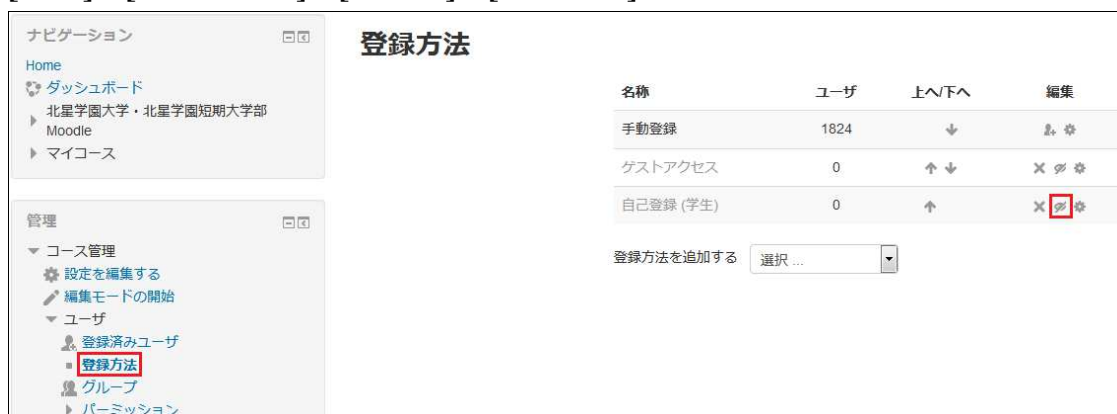 ナビゲーション
Home
ダッシュボード
北星学園大学・北星学園短期大学部
Moodle
マイコース
管理
コース管理
設定を編集する
編集モードの開始
ユーザ
登録済みユーザ
登録方法
グループ
パーミッション
登録方法
名称 ユーザ 上へ/下へ 編集
手動登録 1824
ゲストアクセス 0
自己登録 (学生) 0
登録方法を追加する 選択 ...